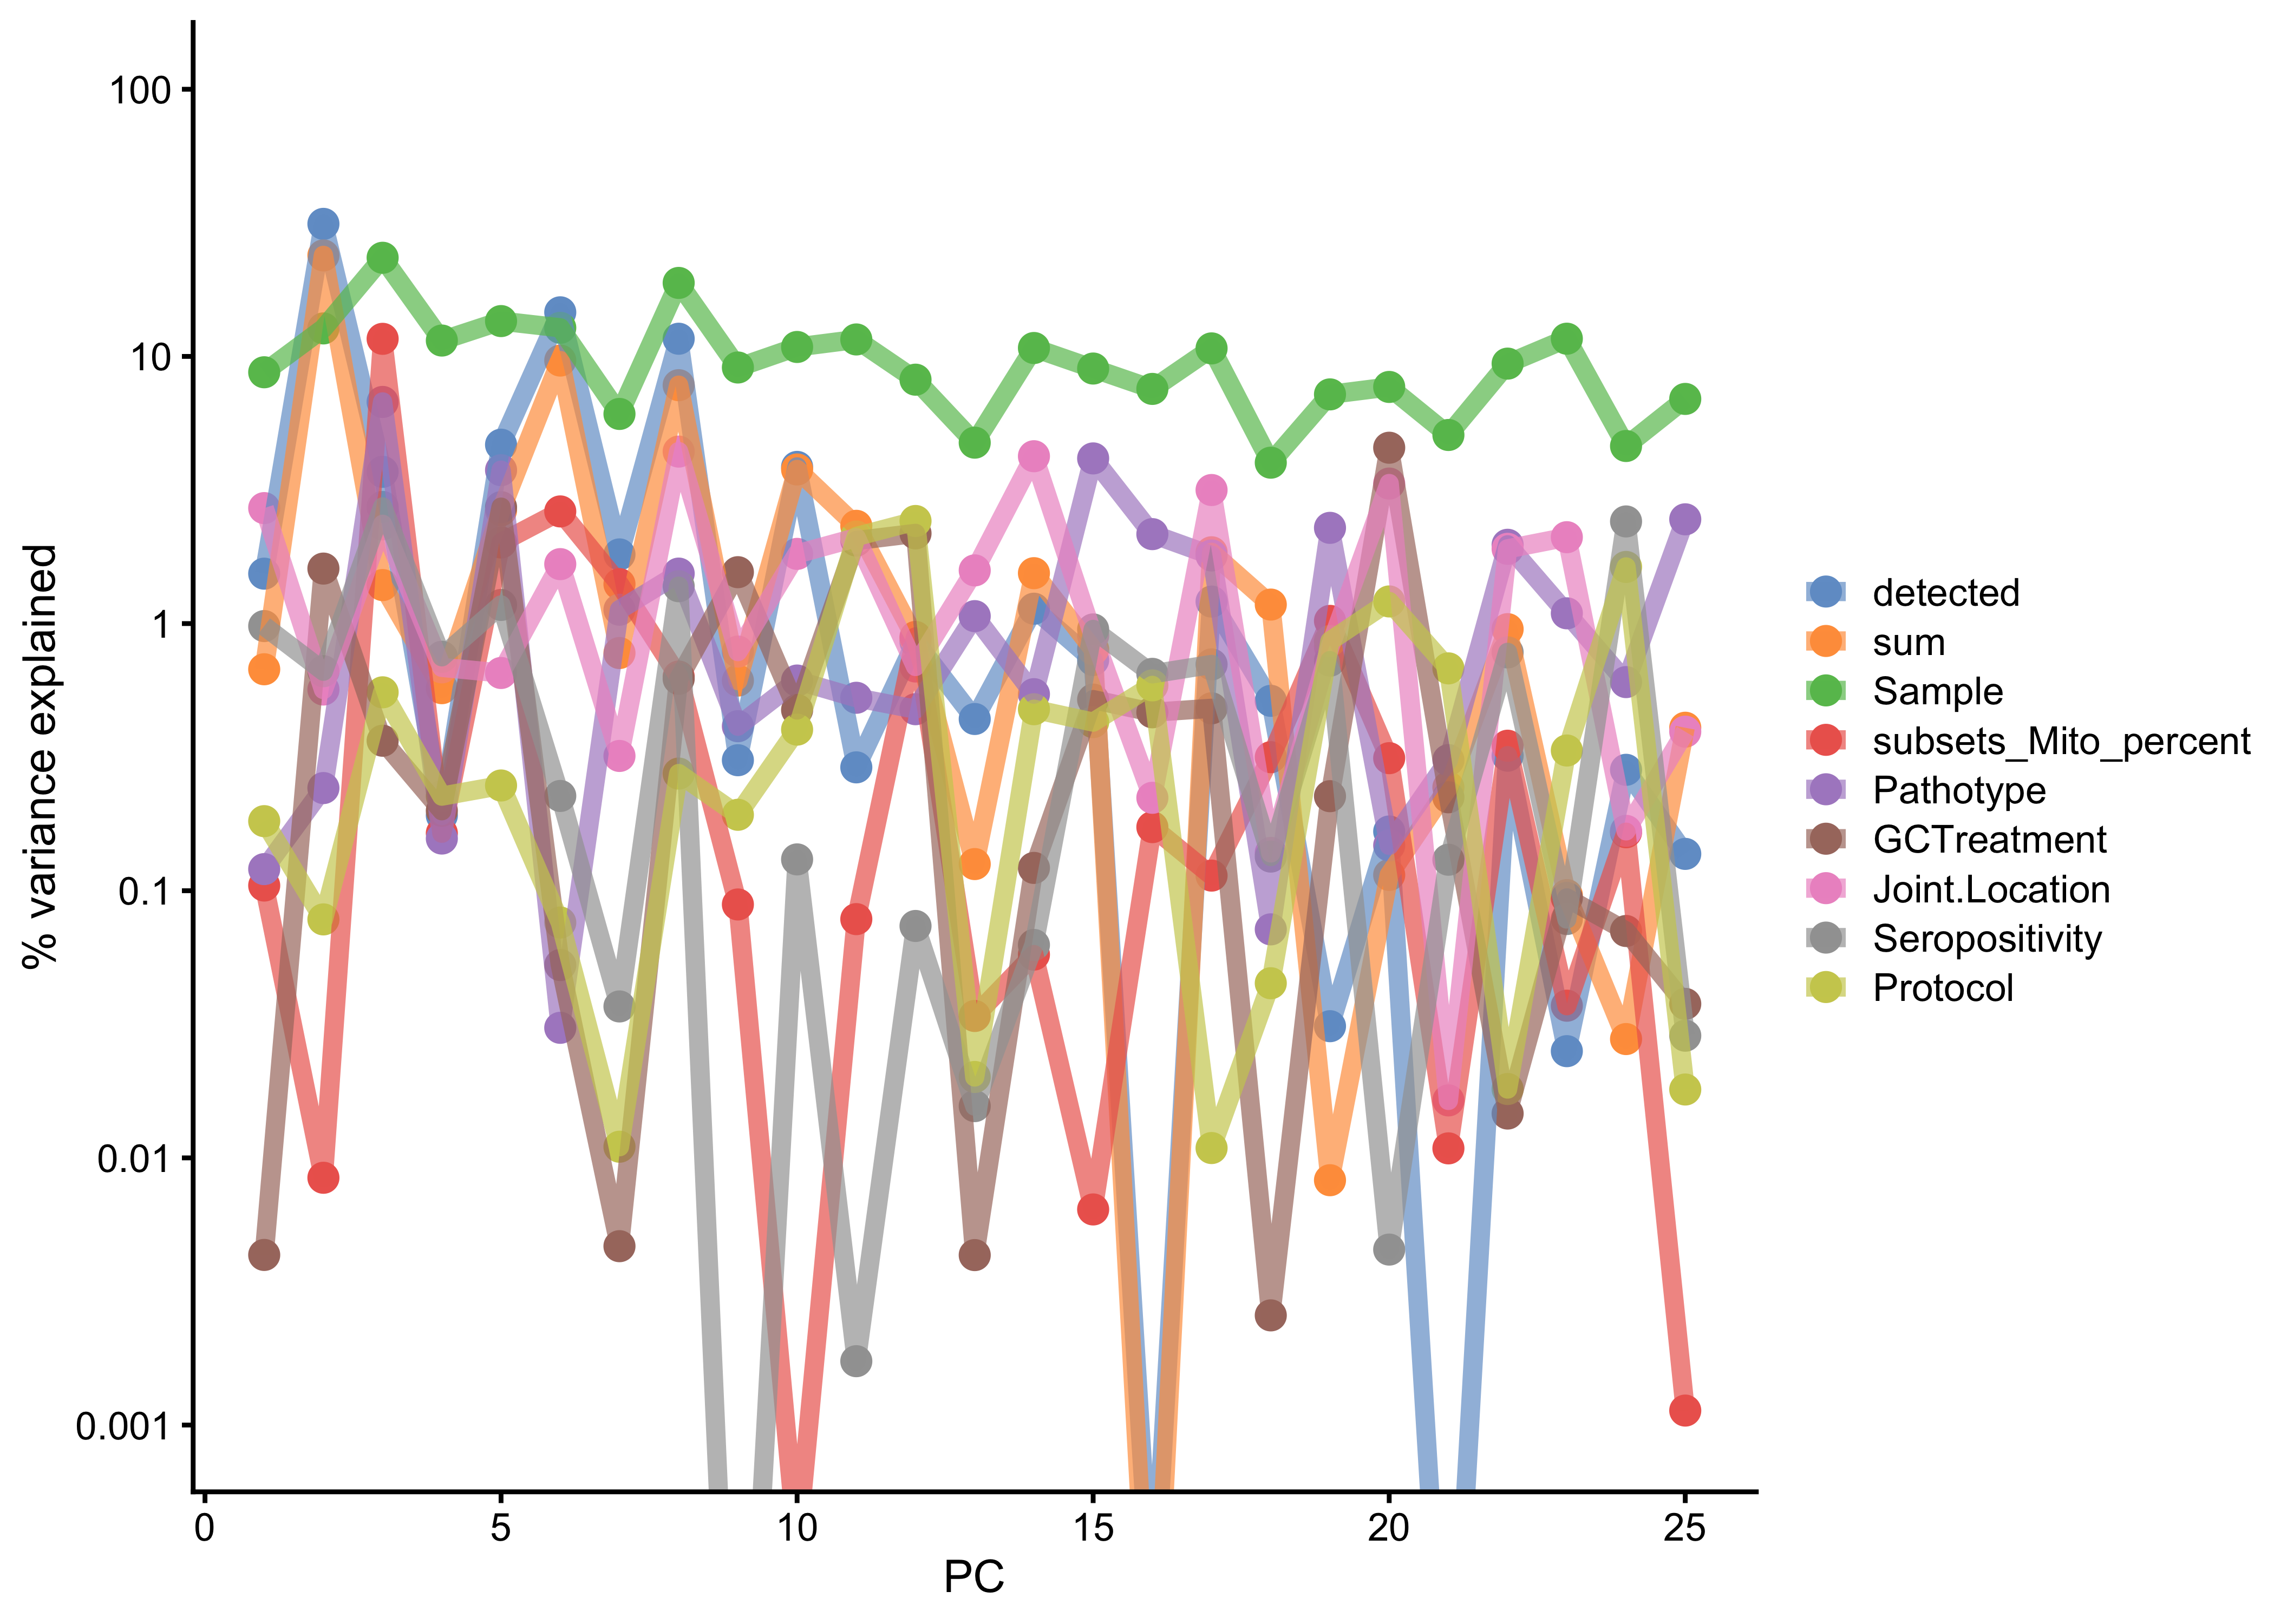 % variance explained
100
10
1
0.1
0.01
0.001
0
5
10
15
20
25
PC
detected
sum
Sample
subsets_Mito_percent
Pathotype
GCTreatment
Joint.Location
Seropositivity
Protocol